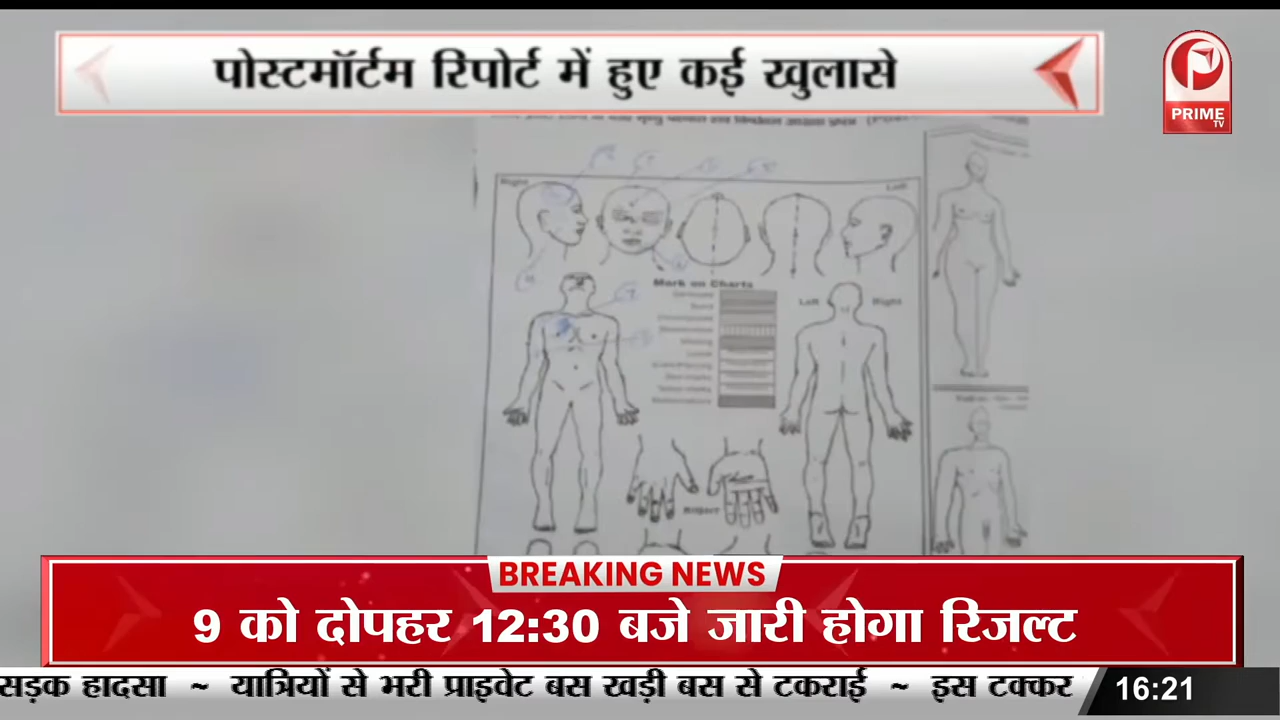 पोस्टमॉर्टम रिपोर्ट में हुए कई खुलासे
PRIME
TV
Right
Left
Mark on Charts
Left
Right
RIGHT
BREAKING NEWS
9 को दोपहर 12:30 बजे जारी होगा रिजल्ट
सड़क हादसा ~ यात्रियों से भरी प्राइवेट बस खड़ी बस से टकराई ~ इस टक्कर
16:21